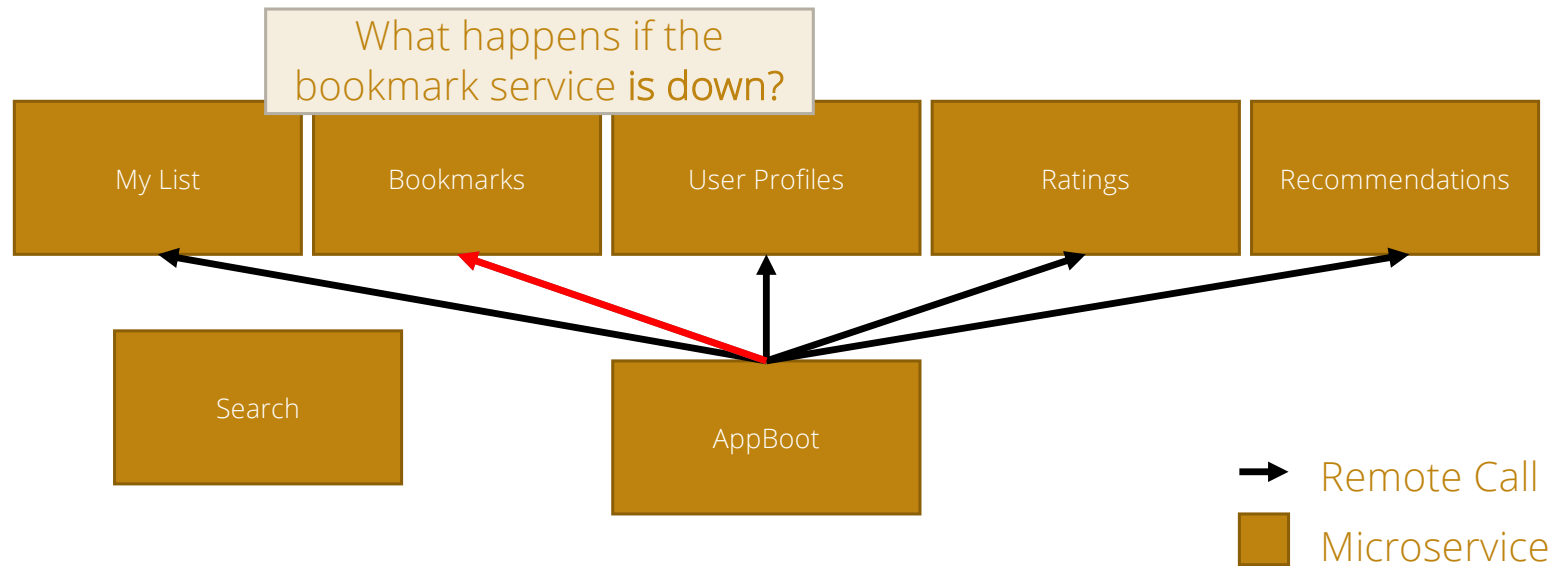 What happens if the
bookmark service is down?
My List
Bookmarks
User Profiles
Ratings
Recommendations
Search
AppBoot
Remote Call
Microservice